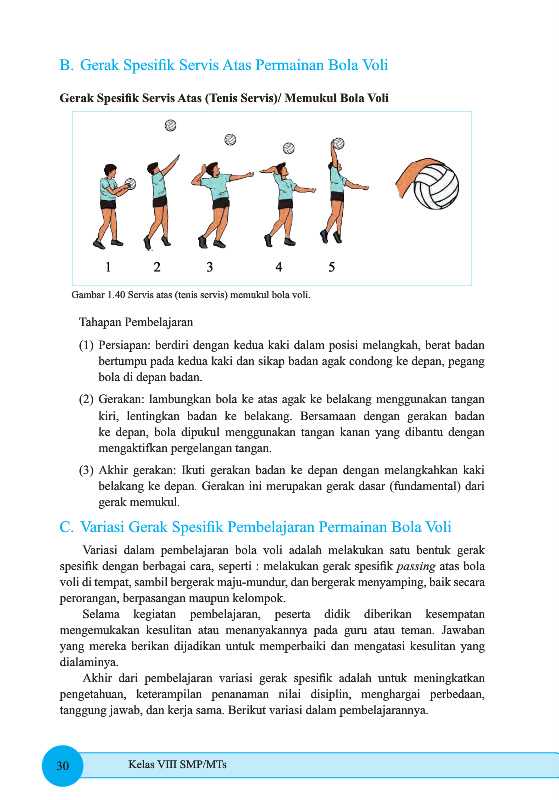 B. Gerak Spesifik Servis Atas Permainan Bola Voli
Gerak Spesifik Servis Atas (Tenis Servis)/ Memukul Bola Voli
1 2 3 4 5
Gambar 1.40 Servis atas (tenis servis) memukul bola voli.
Tahapan Pembelajaran
(1) Persiapan: berdiri dengan kedua kaki dalam posisi melangkah, berat badan
bertumpu pada kedua kaki dan sikap badan agak condong ke depan, pegang
bola di depan badan.
(2) Gerakan: lambungkan bola ke atas agak ke belakang menggunakan tangan
kiri, lentingkan badan ke belakang. Bersamaan dengan gerakan badan
ke depan, bola dipukul menggunakan tangan kanan yang dibantu dengan
mengaktifkan pergelangan tangan.
(3) Akhir gerakan: Ikuti gerakan badan ke depan dengan melangkahkan kaki
belakang ke depan. Gerakan ini merupakan gerak dasar (fundamental) dari
gerak memukul.
C. Variasi Gerak Spesifik Pembelajaran Permainan Bola Voli
Variasi dalam pembelajaran bola voli adalah melakukan satu bentuk gerak
spesifik dengan berbagai cara, seperti : melakukan gerak spesifik passing atas bola
voli di tempat, sambil bergerak maju-mundur, dan bergerak menyamping, baik secara
perorangan, berpasangan maupun kelompok.
Selama kegiatan pembelajaran, peserta didik diberikan kesempatan
mengemukakan kesulitan atau menanyakannya pada guru atau teman. Jawaban
yang mereka berikan dijadikan untuk memperbaiki dan mengatasi kesulitan yang
dialaminya.
Akhir dari pembelajaran variasi gerak spesifik adalah untuk meningkatkan
pengetahuan, keterampilan penanaman nilai disiplin, menghargai perbedaan,
tanggung jawab, dan kerja sama. Berikut variasi dalam pembelajarannya.
30 Kelas VIII SMP/MTs